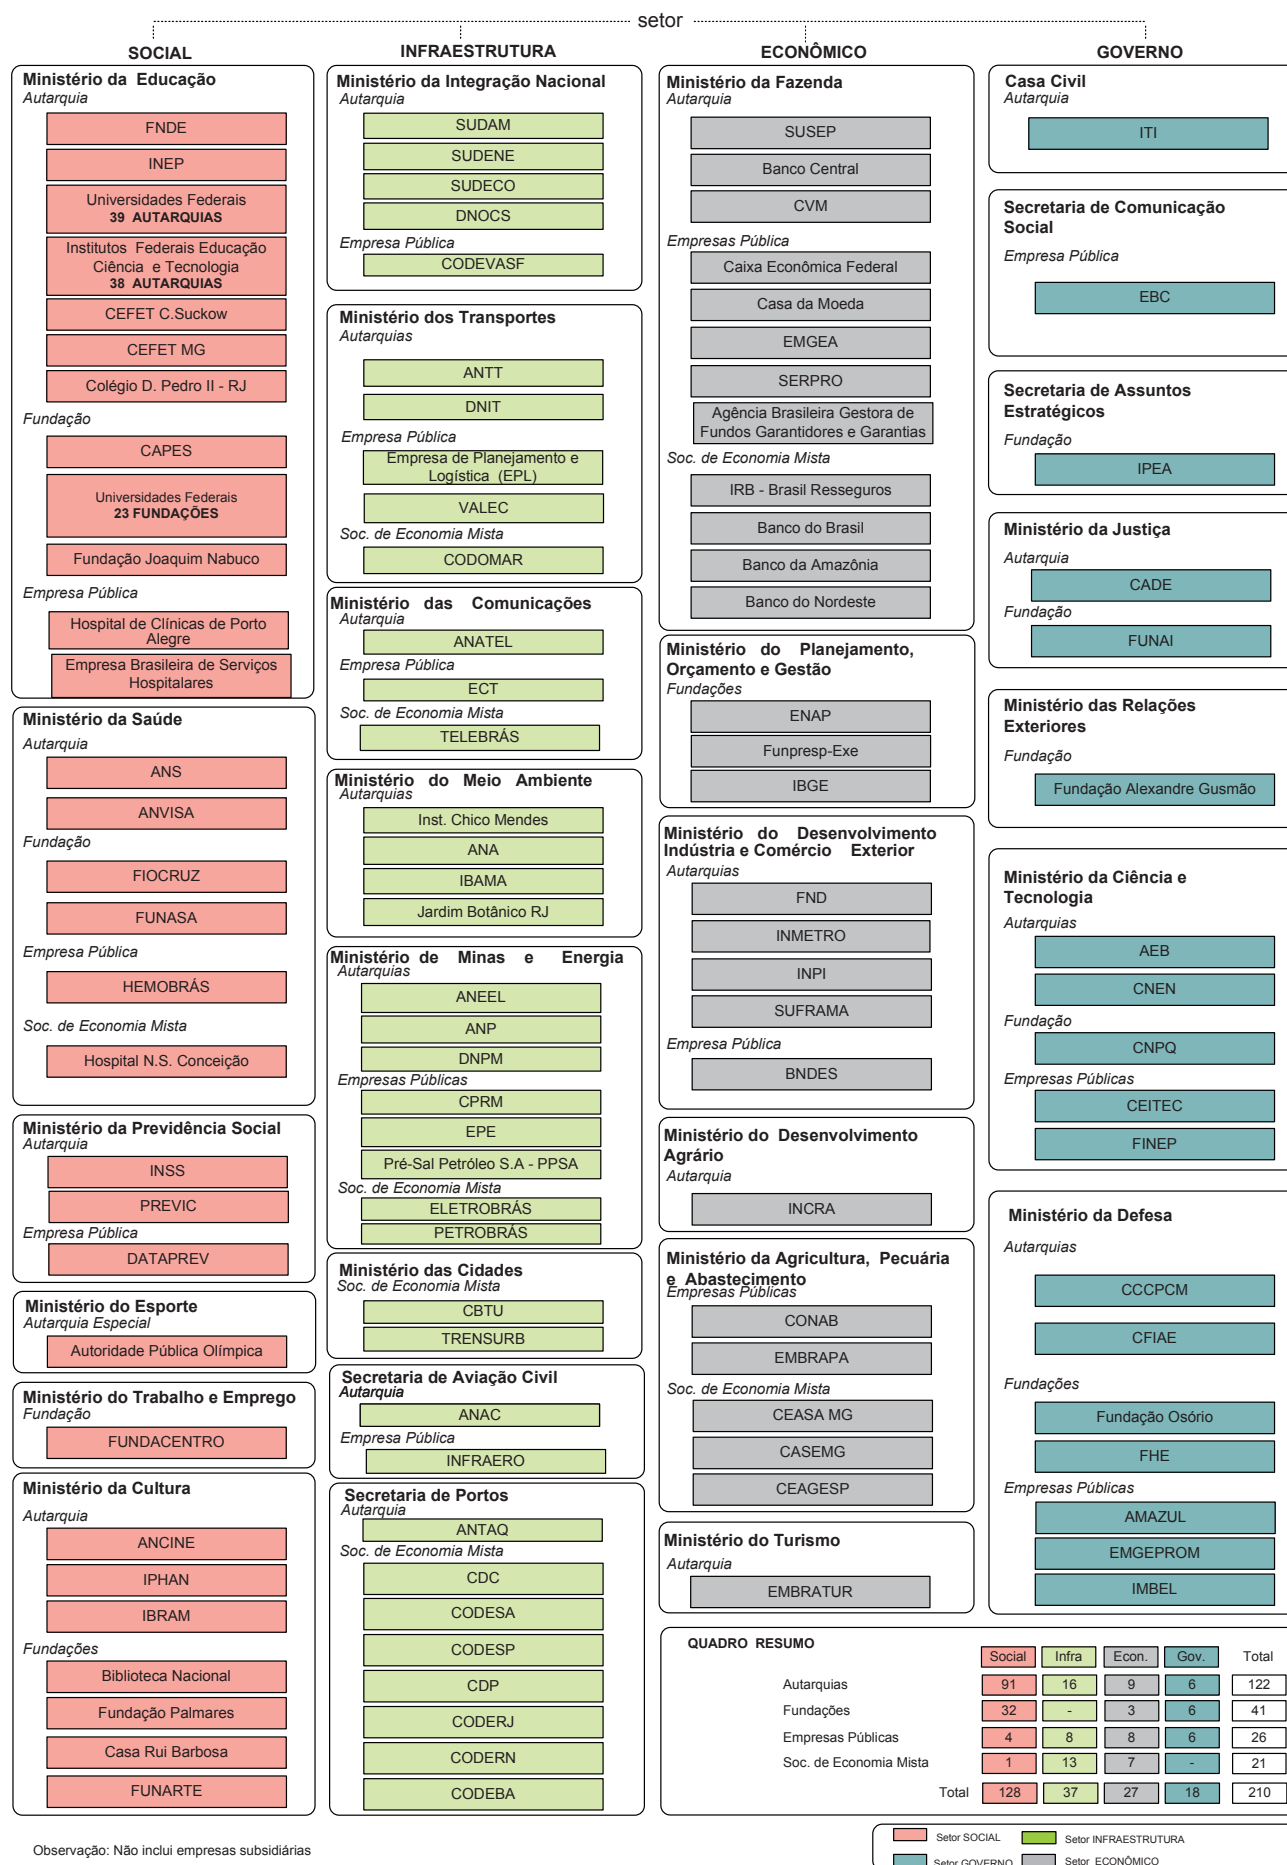 setor
SOCIAL
Ministério da Educação
Autarquia
FNDE
INEP
Universidades Federais
39 AUTARQUIAS
Institutos Federais Educação
Ciência e Tecnologia
38 AUTARQUIAS
CEFET C.Suckow
CEFET MG
Colégio D. Pedro II - RJ
Fundação
CAPES
Universidades Federais
23 FUNDAÇÕES
Fundação Joaquim Nabuco
Empresa Pública
Hospital de Clínicas de Porto
Alegre
Empresa Brasileira de Serviços
Hospitalares
Ministério da Saúde
Autarquia
ANS
ANVISA
Fundação
FIOCRUZ
FUNASA
Empresa Pública
HEMOBRÁS
Soc. de Economia Mista
Hospital N.S. Conceição
Ministério da Previdência Social
Autarquia
INSS
PREVIC
Empresa Pública
DATAPREV
Ministério do Esporte
Autarquia Especial
Autoridade Pública Olímpica
Ministério do Trabalho e Emprego
Fundação
FUNDACENTRO
Ministério da Cultura
Autarquia
ANCINE
IPHAN
IBRAM
Fundações
Biblioteca Nacional
Fundação Palmares
Casa Rui Barbosa
FUNARTE
INFRAESTRUTURA
Ministério da Integração Nacional
Autarquia
SUDAM
SUDENE
SUDECO
DNOCS
Empresa Pública
CODEVASF
Ministério dos Transportes
Autarquias
ANTT
DNIT
Empresa Pública
Empresa de Planejamento e
Logística (EPL)
VALEC
Soc. de Economia Mista
CODOMAR
Ministério das Comunicações
Autarquia
ANATEL
Empresa Pública
ECT
Soc. de Economia Mista
TELEBRÁS
Ministério do Meio Ambiente
Autarquias
Inst. Chico Mendes
ANA
IBAMA
Jardim Botânico RJ
Ministério de Minas e Energia
Autarquias
ANEEL
ANP
DNPM
Empresas Públicas
CPRM
EPE
Pré-Sal Petróleo S.A - PPSA
Soc. de Economia Mista
ELETROBRÁS
PETROBRÁS
Ministério das Cidades
Soc. de Economia Mista
CBTU
TRENSURB
Secretaria de Aviação Civil
Autarquia
ANAC
Empresa Pública
INFRAERO
Secretaria de Portos
Autarquia
ANTAQ
Soc. de Economia Mista
CDC
CODESA
CODESP
CDP
CODERJ
CODERN
CODEBA
ECONÔMICO
Ministério da Fazenda
Autarquia
SUSEP
Banco Central
CVM
Empresas Pública
Caixa Econômica Federal
Casa da Moeda
EMGEA
SERPRO
Agência Brasileira Gestora de
Fundos Garantidores e Garantias
Soc. de Economia Mista
IRB - Brasil Resseguros
Banco do Brasil
Banco da Amazônia
Banco do Nordeste
Ministério do Planejamento,
Orçamento e Gestão
Fundações
ENAP
Funpresp-Exe
IBGE
Ministério do Desenvolvimento
Indústria e Comércio Exterior
Autarquias
FND
INMETRO
INPI
SUFRAMA
Empresa Pública
BNDES
Ministério do Desenvolvimento
Agrário
Autarquia
INCRA
Ministério da Agricultura, Pecuária
e Abastecimento
Empresas Públicas
CONAB
EMBRAPA
Soc. de Economia Mista
CEASA MG
CASEMG
CEAGESP
Ministério do Turismo
Autarquia
EMBRATUR
GOVERNO
Casa Civil
Autarquia
ITI
Secretaria de Comunicação
Social
Empresa Pública
EBC
Secretaria de Assuntos
Estratégicos
Fundação
IPEA
Ministério da Justiça
Autarquia
CADE
Fundação
FUNAI
Ministério das Relações
Exteriores
Fundação
Fundação Alexandre Gusmão
Ministério da Ciência e
Tecnologia
Autarquias
AEB
CNEN
Fundação
CNPQ
Empresas Públicas
CEITEC
FINEP
Ministério da Defesa
Autarquias
CCCPCM
CFIAE
Fundações
Fundação Osório
FHE
Empresas Públicas
AMAZUL
EMGEPROM
IMBEL
QUADRO RESUMO
Social Infra Econ. Gov. Total
Autarquias 91 16 9 6 122
Fundações 32 - 3 6 41
Empresas Públicas 4 8 8 6 26
Soc. de Economia Mista 1 13 7 - 21
Total 128 37 27 18 210
Observação: Não inclui empresas subsidiárias
Setor SOCIAL Setor INFRAESTRUTURA
Setor GOVERNO Setor ECONÔMICO